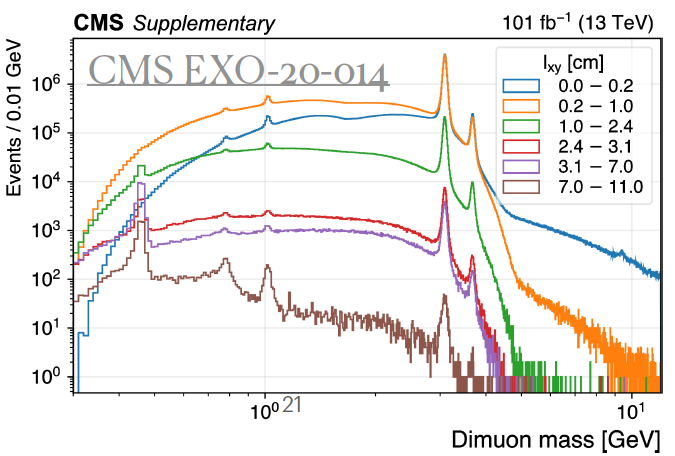 CMS Supplementary 101 fb⁻¹ (13 TeV)
CMS EXO-20-014
Events / 0.01 GeV
lxy [cm]
0.0 – 0.2
0.2 – 1.0
1.0 – 2.4
2.4 – 3.1
3.1 – 7.0
7.0 – 11.0
10⁶
10⁵
10⁴
10³
10²
10¹
10⁰
10⁰ 21 10¹
Dimuon mass [GeV]